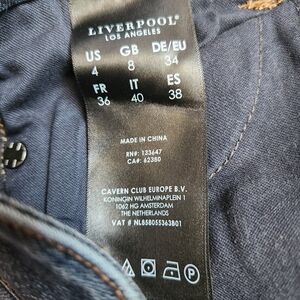 LIVERPOOL
LOS ANGELES
US GB DE/EU
4 8 34
FR IT ES
36 40 38
MADE IN CHINA
RN#: 133647
CA#: 62380
CAVERN CLUB EUROPE B.V.
KONINGIN WILHELMINAPLEIN 1
1062 HG AMSTERDAM
THE NETHERLANDS
VAT # NL858055363B01